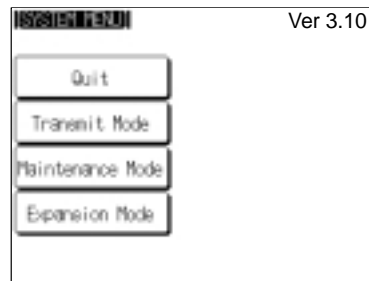 [SYSTEM MENU]
Ver 3.10
Quit
Transmit Mode
Maintenance Mode
Expansion Mode